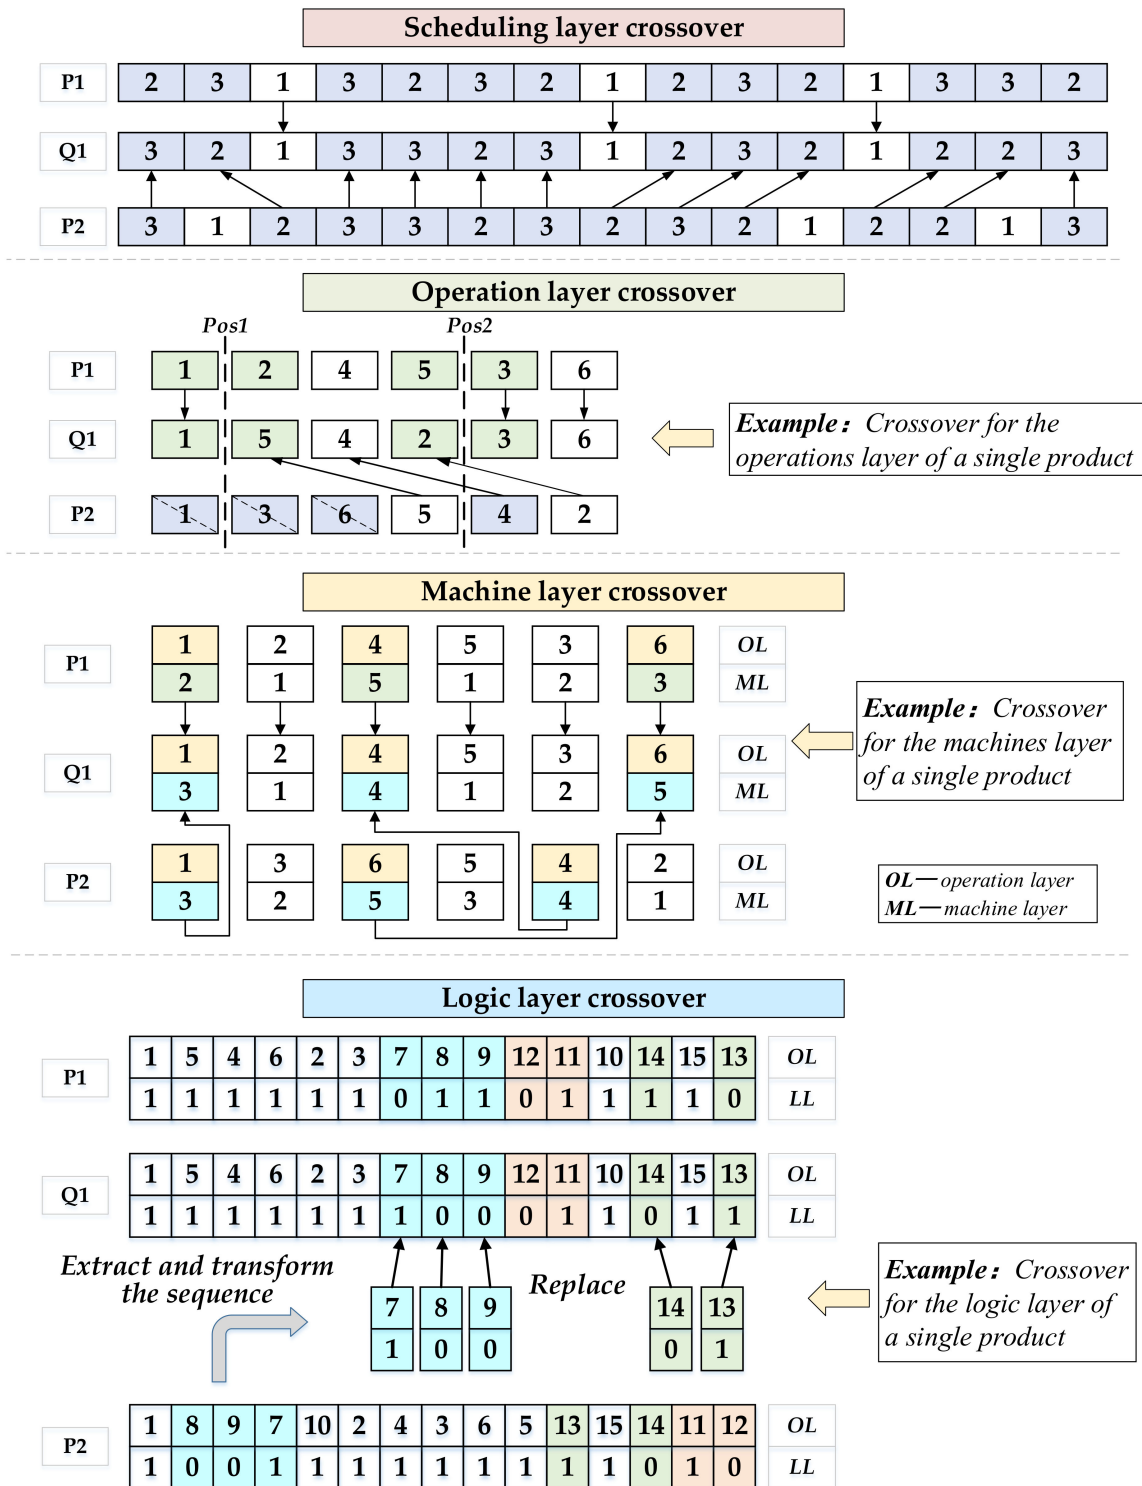 Scheduling layer crossover
P1 2 3 1 3 2 3 2 1 2 3 2 1 3 3 2
Q1 3 2 1 3 3 2 3 1 2 3 2 1 2 2 3
P2 3 1 2 3 3 2 3 2 3 2 1 2 2 1 3
Operation layer crossover
Pos1 Pos2
P1 1 2 4 5 3 6
Q1 1 5 4 2 3 6
Example: Crossover for the
operations layer of a single product
P2 1 3 6 5 4 2
Machine layer crossover
P1
1 2 4 5 3 6 OL
2 1 5 1 2 3 ML
Q1
1 2 4 5 3 6 OL
3 1 4 1 2 5 ML
Example: Crossover
for the machines layer
of a single product
P2
1 3 6 5 4 2 OL
3 2 5 3 4 1 ML
OL—operation layer
ML—machine layer
Logic layer crossover
P1
1 5 4 6 2 3 7 8 9 12 11 10 14 15 13 OL
1 1 1 1 1 1 0 1 1 0 1 1 1 1 0 LL
Q1
1 5 4 6 2 3 7 8 9 12 11 10 14 15 13 OL
1 1 1 1 1 1 1 0 0 0 1 1 0 1 1 LL
Extract and transform
the sequence
Replace
7 8 9 14 13
1 0 0 0 1
Example: Crossover
for the logic layer of
a single product
P2
1 8 9 7 10 2 4 3 6 5 13 15 14 11 12 OL
1 0 0 1 1 1 1 1 1 1 1 1 0 1 0 LL